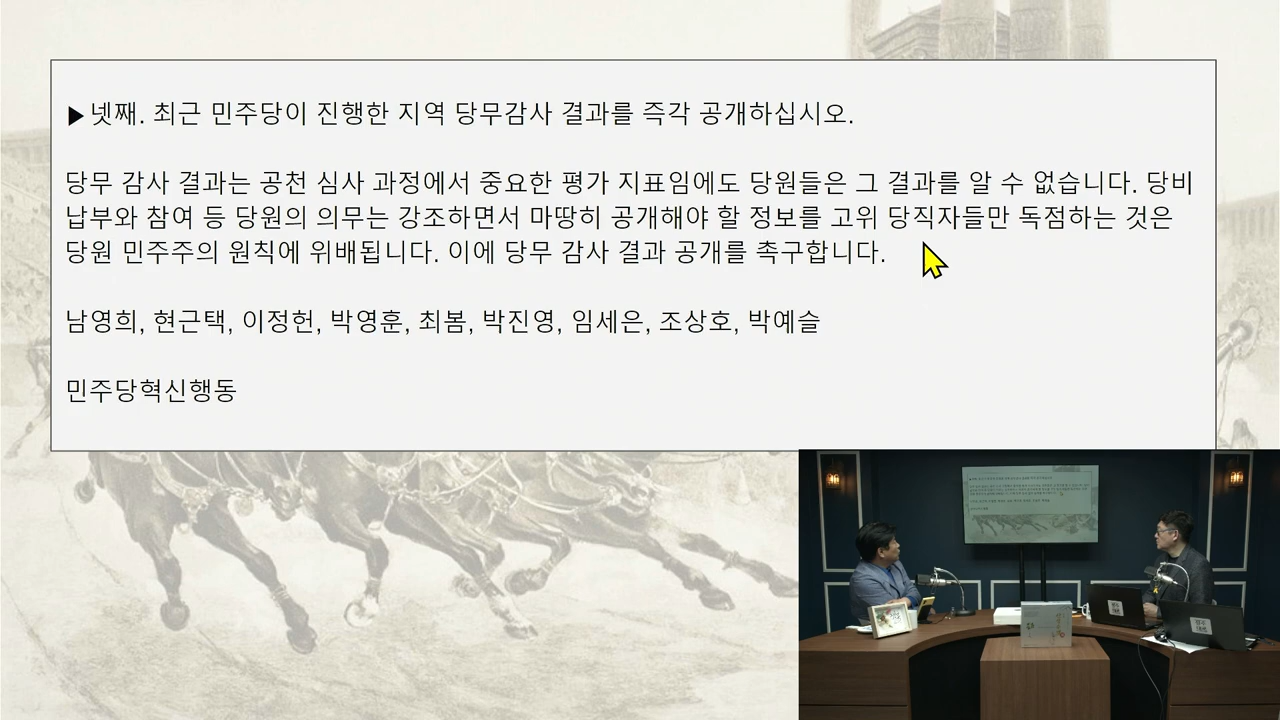 ▶넷째. 최근 민주당이 진행한 지역 당무감사 결과를 즉각 공개하십시오.
당무 감사 결과는 공천 심사 과정에서 중요한 평가 지표임에도 당원들은 그 결과를 알 수 없습니다. 당비
납부와 참여 등 당원의 의무는 강조하면서 마땅히 공개해야 할 정보를 고위 당직자들만 독점하는 것은
당원 민주주의 원칙에 위배됩니다. 이에 당무 감사 결과 공개를 촉구합니다.
남영희, 현근택, 이정헌, 박영훈, 최봄, 박진영, 임세은, 조상호, 박예슬
민주당혁신행동